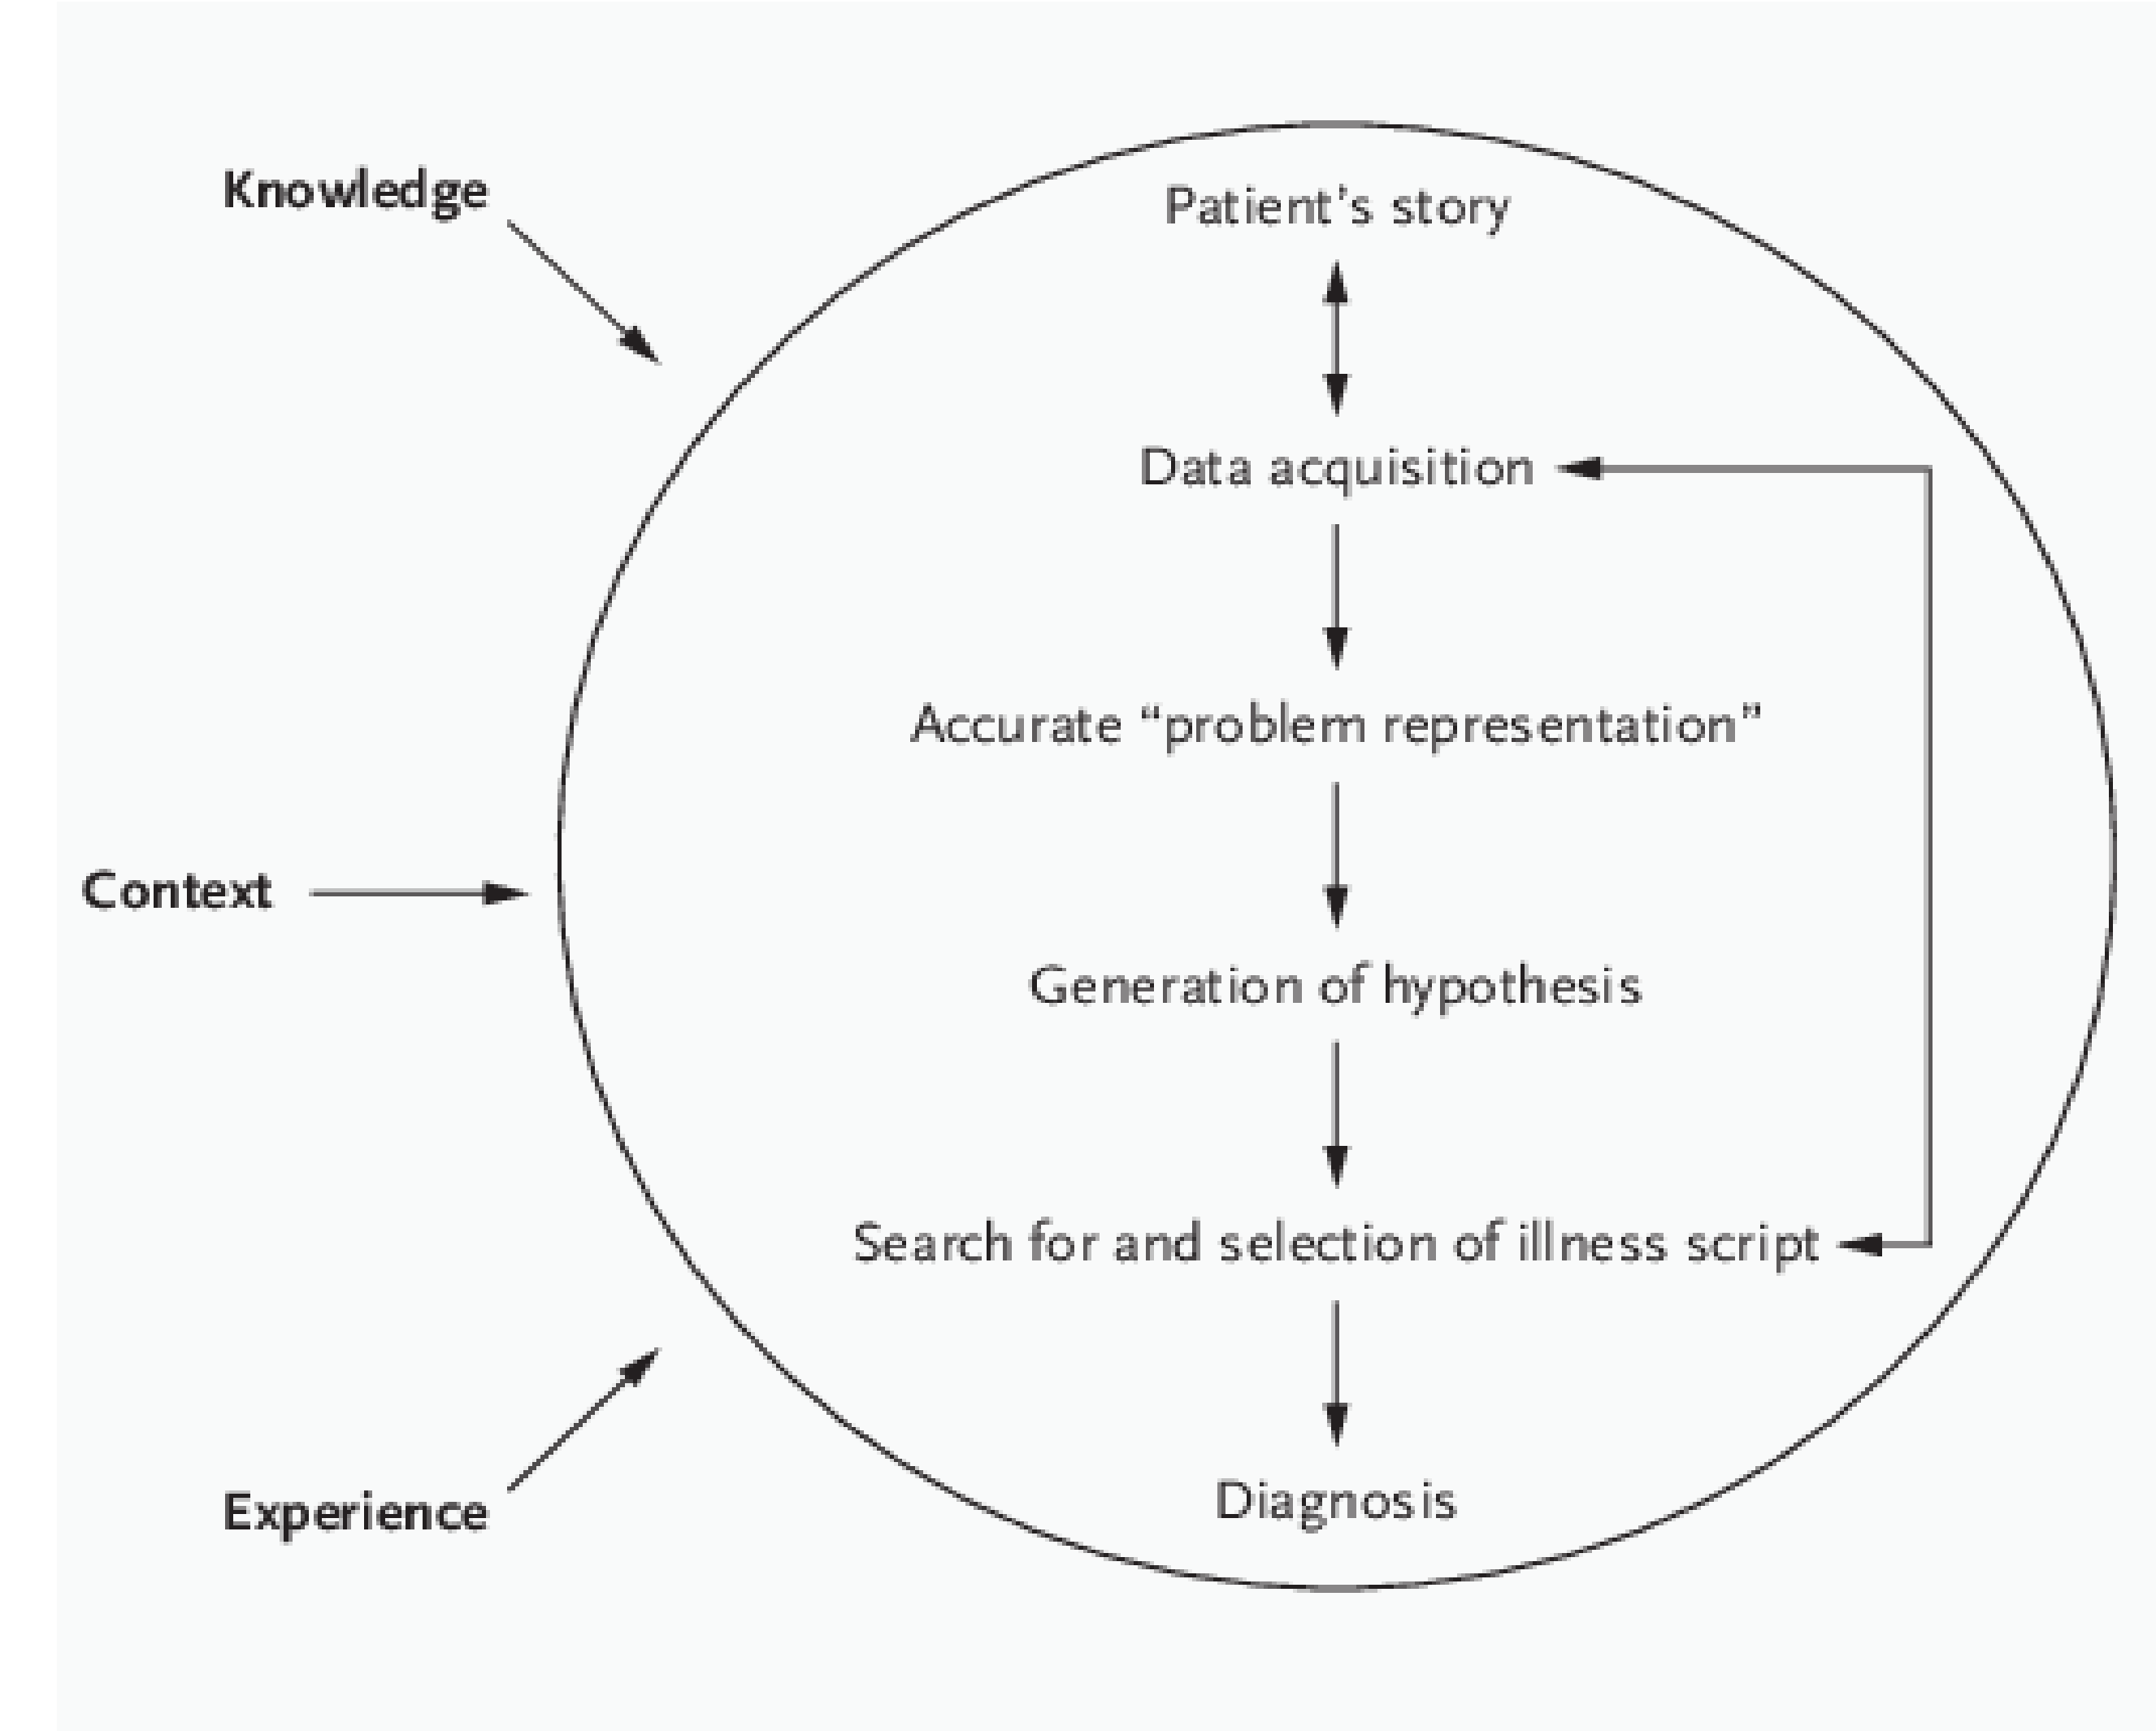 Knowledge
Patient's story
Data acquisition
Accurate “problem representation”
Context
Generation of hypothesis
Search for and selection of illness script
Experience
Diagnosis